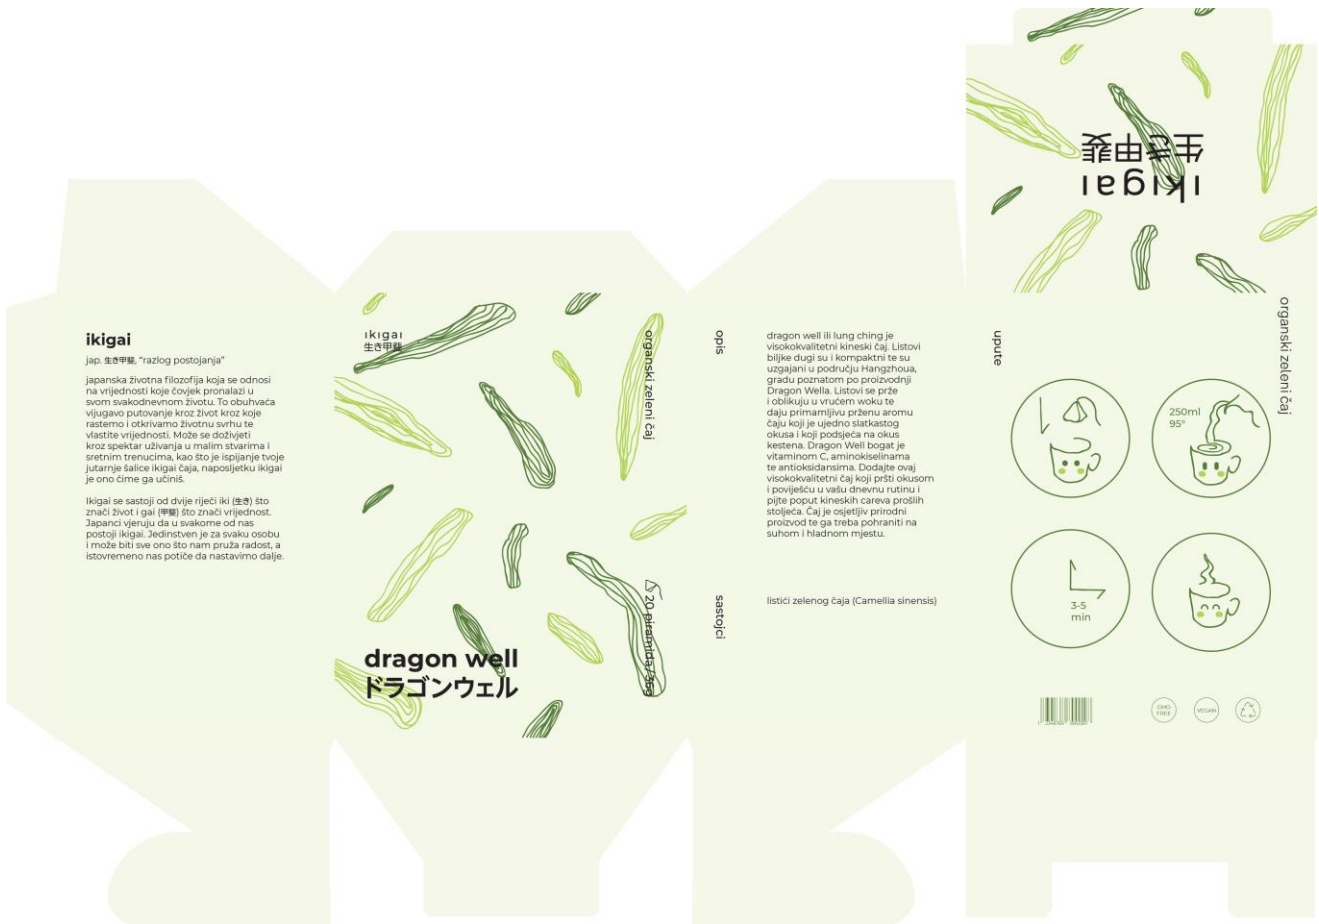 ikigai
jap. 生き甲斐, “razlog postojanja”
japanska životna filozofija koja se odnosi
na vrijednosti koje čovjek pronalazi u
svom svakodnevnom životu. To obuhvaća
vijugavo putovanje kroz život kroz koje
rastemo i otkrivamo životnu svrhu te
vlastite vrijednosti. Može se doživjeti
kroz spektar uživanja u malim stvarima i
sretnim trenucima, kao što je ispijanje tvoje
jutarnje šalice ikigai čaja, naposljetku ikigai
je ono čime ga učiniš.
Ikigai se sastoji od dvije riječi iki (生き) što
znači život i gai (甲斐) što znači vrijednost.
Japanci vjeruju da u svakome od nas
postoji ikigai. Jedinstven je za svaku osobu
i može biti sve ono što nam pruža radost, a
istovremeno nas potiče da nastavimo dalje.
ikigai
生き甲斐
organski zeleni čaj
20 piramida/36g
dragon well
ドラゴンウェル
opis
dragon well ili lung ching je
visokokvalitetni kineski čaj. Listovi
biljke dugi su i kompaktni te su
uzgajani u području Hangzhoua,
gradu poznatom po proizvodnji
Dragon Wella. Listovi se prže
i oblikuju u vrućem woku te
daju primamljivu prženu aromu
čaju koji je ujedno slatkastog
okusa i koji podsjeća na okus
kestena. Dragon Well bogat je
vitaminom C, aminokiselinama
te antioksidansima. Dodajte ovaj
visokokvalitetni čaj koji pršti okusom
i poviješću u vašu dnevnu rutinu i
pijte poput kineskih careva prošlih
stoljeća. Čaj je osjetljiv prirodni
proizvod te ga treba pohraniti na
suhom i hladnom mjestu.
sastojci
listići zelenog čaja (Camellia sinensis)
ikigai
生き甲斐
organski zeleni čaj
upute
250ml
95°
3-5
min
GMO
FREE
VEGAN